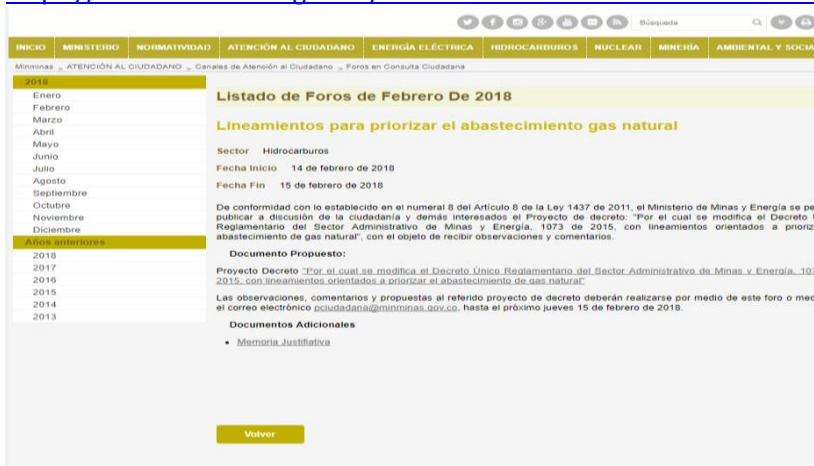 Búsqueda
INICIO MINISTERIO NORMATIVIDAD ATENCIÓN AL CIUDADANO ENERGÍA ELÉCTRICA HIDROCARBUROS NUCLEAR MINERÍA AMBIENTAL Y SOCIA
Minminas ATENCIÓN AL CIUDADANO Canales de Atención al Ciudadano Foros en Consulta Ciudadana
2018
Enero
Febrero
Marzo
Abril
Mayo
Junio
Julio
Agosto
Septiembre
Octubre
Noviembre
Diciembre
Años anteriores
2018
2017
2016
2015
2014
2013
Listado de Foros de Febrero De 2018
Lineamientos para priorizar el abastecimiento gas natural
Sector Hidrocarburos
Fecha Inicio 14 de febrero de 2018
Fecha Fin 15 de febrero de 2018
De conformidad con lo establecido en el numeral 8 del Artículo 8 de la Ley 1437 de 2011, el Ministerio de Minas y Energía se pe
publicar a discusión de la ciudadanía y demás interesados el Proyecto de decreto: "Por el cual se modifica el Decreto
Reglamentario del Sector Administrativo de Minas y Energía, 1073 de 2015, con lineamientos orientados a prioriz
abastecimiento de gas natural", con el objeto de recibir observaciones y comentarios.
Documento Propuesto:
Proyecto Decreto "Por el cual se modifica el Decreto Único Reglamentario del Sector Administrativo de Minas y Energía, 107
2015, con lineamientos orientados a priorizar el abastecimiento de gas natural"
Las observaciones, comentarios y propuestas al referido proyecto de decreto deberán realizarse por medio de este foro o med
el correo electrónico pciudadana@minminas.gov.co, hasta el próximo jueves 15 de febrero de 2018.
Documentos Adicionales
Memoria Justifiativa
Volver